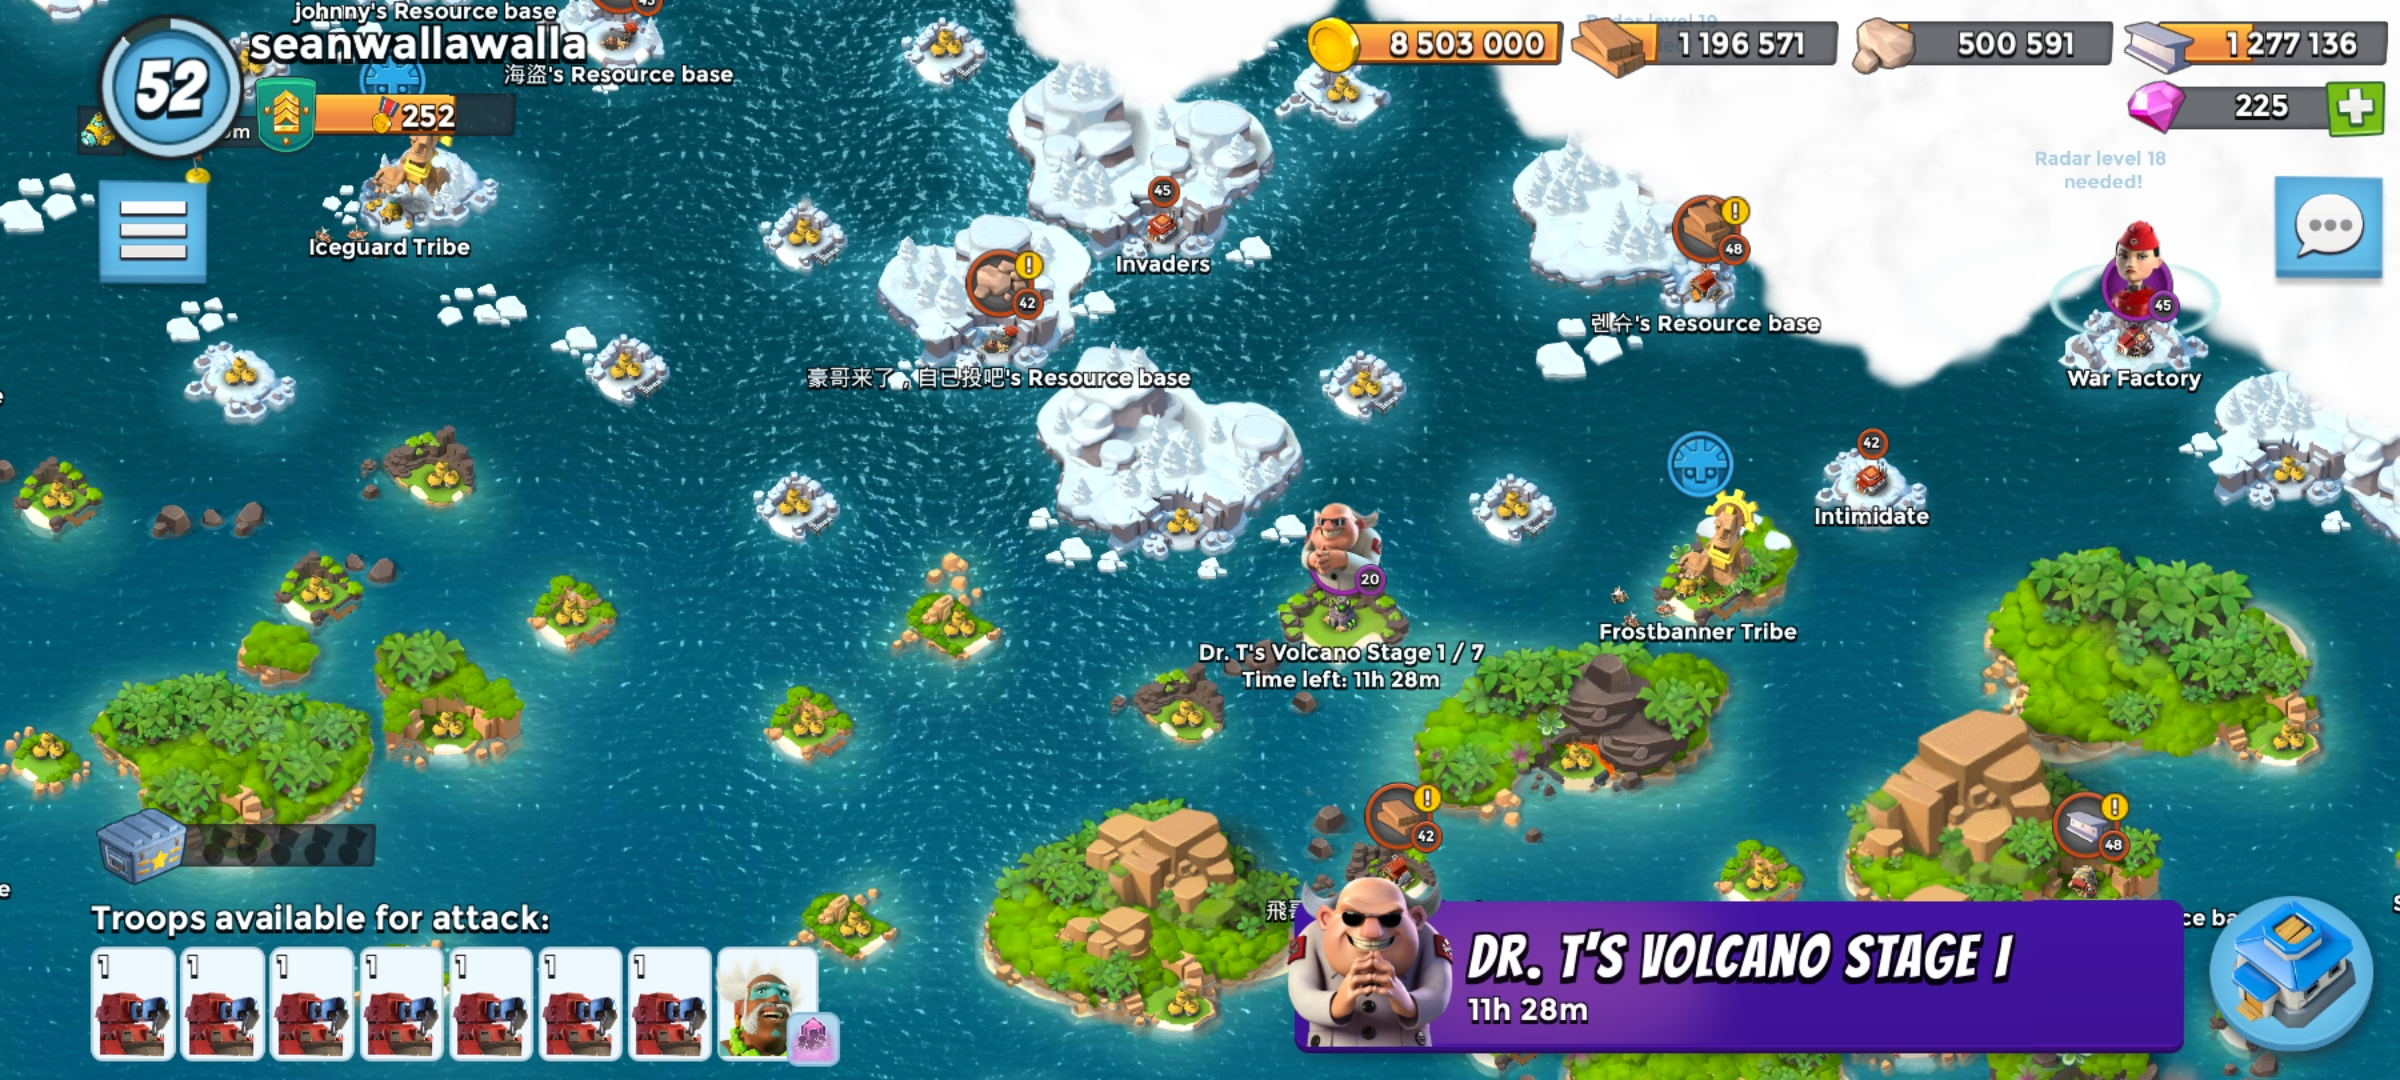 johnny's Resource base
seanwallawalla
52
252
海盜's Resource base
45
8 503 000
1 196 571
500 591
1 277 136
225
Radar level 18
needed!
Iceguard Tribe
45
Invaders
42
豪哥来了，自已投吧's Resource base
48
렌슈's Resource base
45
War Factory
42
Intimidate
20
Dr. T's Volcano Stage 1 / 7
Time left: 11h 28m
Frostbanner Tribe
42
48
Troops available for attack:
1
1
1
1
1
1
1
DR. T'S VOLCANO STAGE I
11h 28m